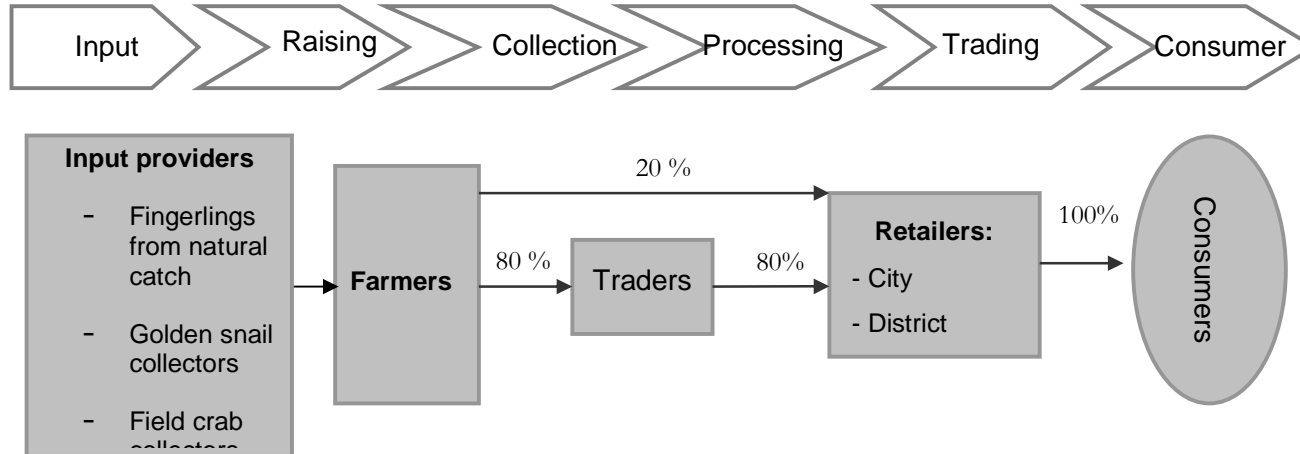 Input
Raising
Collection
Processing
Trading
Consumer
Input providers
- Fingerlings
from natural
catch
- Golden snail
collectors
- Field crab
collectors
Farmers
20 %
80 %
Traders
80%
Retailers:
- City
- District
100%
Consumers